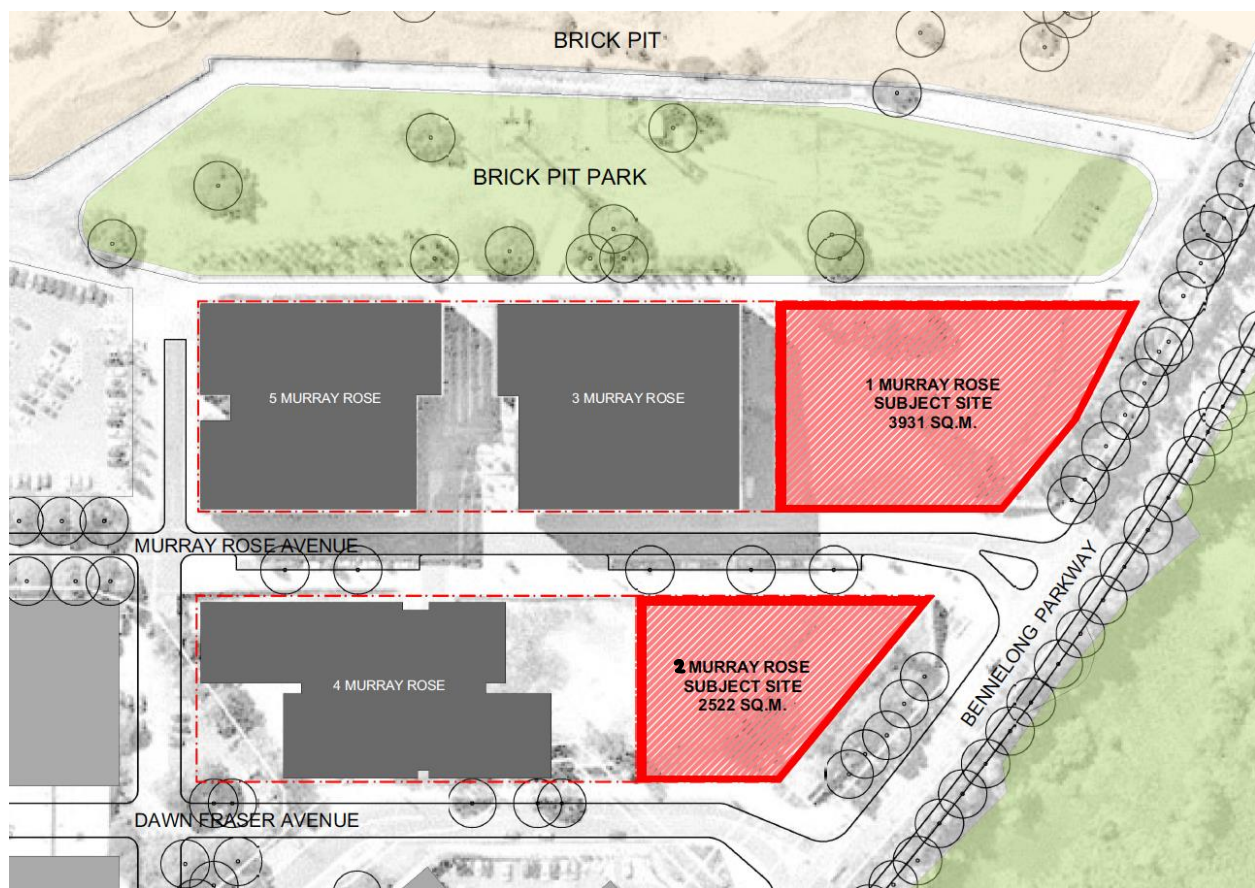 BRICK PIT
BRICK PIT PARK
5 MURRAY ROSE
3 MURRAY ROSE
1 MURRAY ROSE
SUBJECT SITE
3931 SQ.M.
MURRAY ROSE AVENUE
BENNELONG PARKWAY
4 MURRAY ROSE
2 MURRAY ROSE
SUBJECT SITE
2522 SQ.M.
DAWN FRASER AVENUE